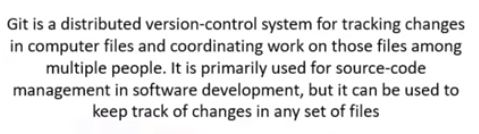 Git is a distributed version-control system for tracking changes
in computer files and coordinating work on those files among
multiple people. It is primarily used for source-code
management in software development, but it can be used to
keep track of changes in any set of files